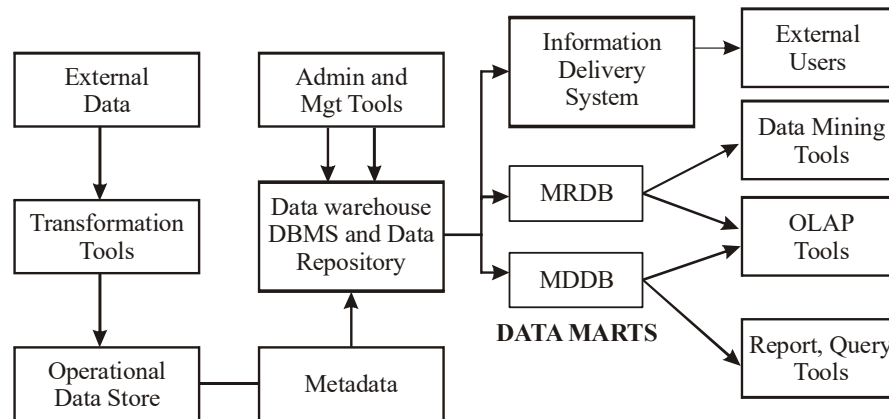 External
Data
Transformation
Tools
Operational
Data Store
Admin and
Mgt Tools
Data warehouse
DBMS and Data
Repository
Metadata
Information
Delivery
System
MRDB
MDDB
DATA MARTS
External
Users
Data Mining
Tools
OLAP
Tools
Report, Query
Tools